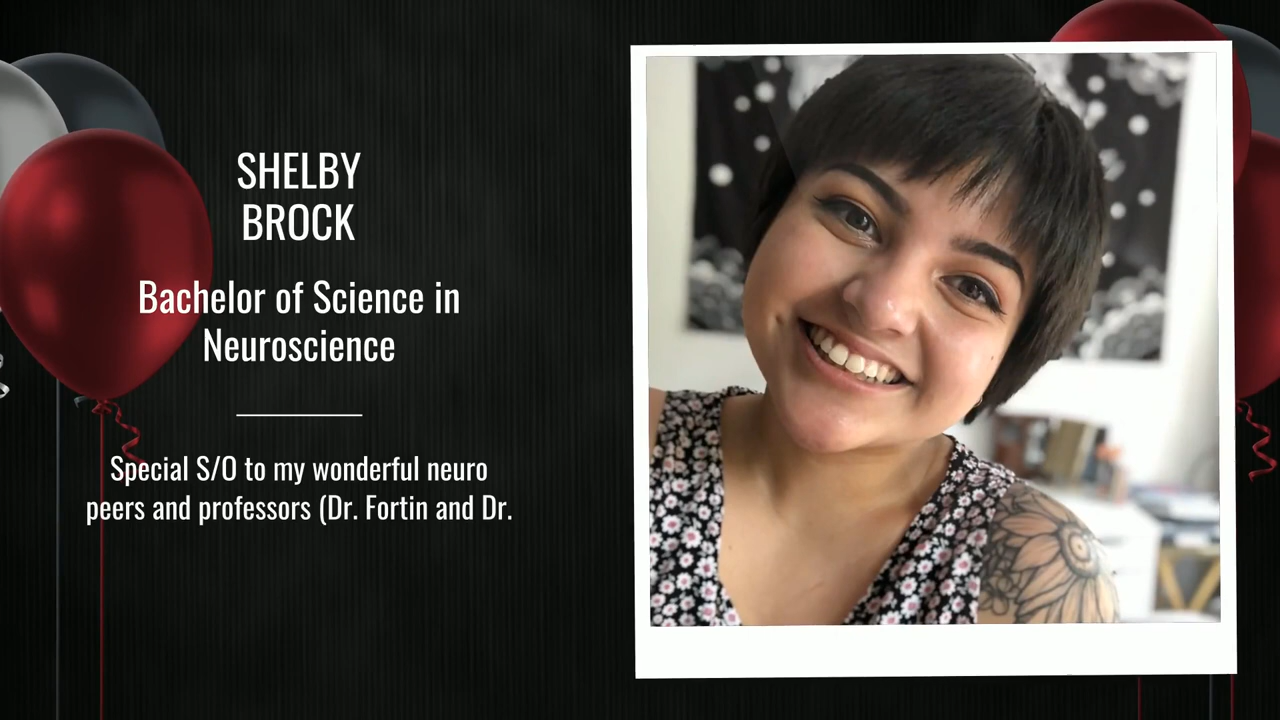 SHELBY
BROCK
Bachelor of Science in
Neuroscience
Special S/O to my wonderful neuro
peers and professors (Dr. Fortin and Dr.